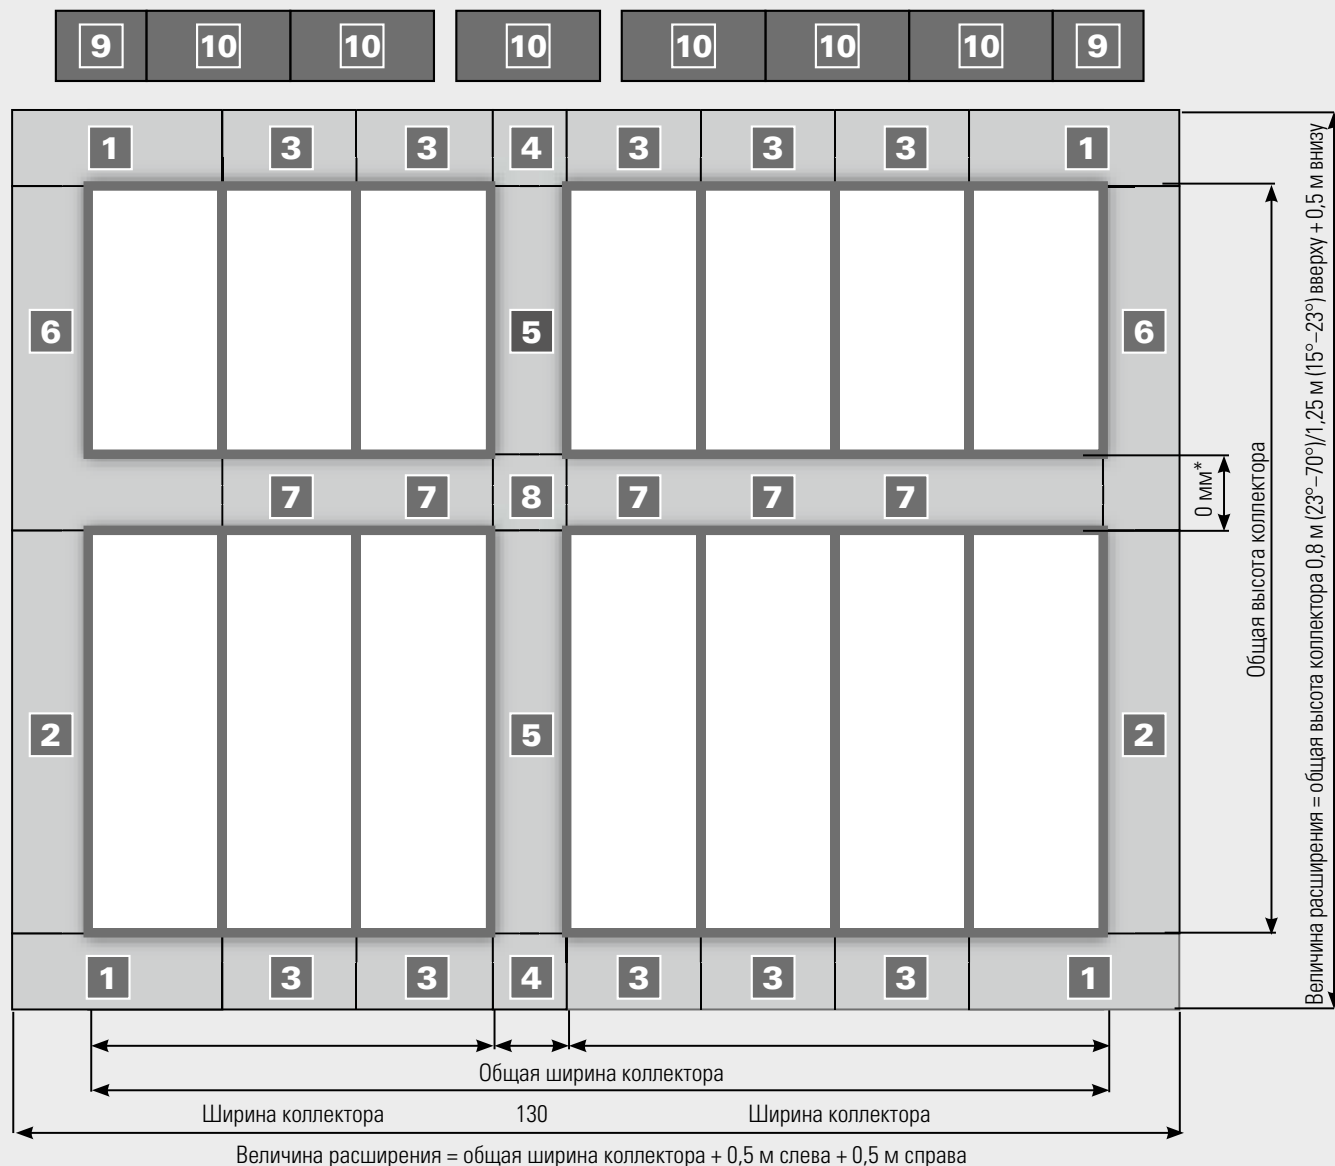 9 10 10 10 10 10 10 9
1 3 3 4 3 3 3 1
6 5 6
7 7 8 7 7 7
2 5 2
1 3 3 4 3 3 3 1
0 мм*
Общая высота коллектора
Величина расширения = общая высота коллектора 0,8 м (23°–70°)/1,25 м (15°–23°) вверху + 0,5 м внизу
Общая ширина коллектора
Ширина коллектора 130 Ширина коллектора
Величина расширения = общая ширина коллектора + 0,5 м слева + 0,5 м справа